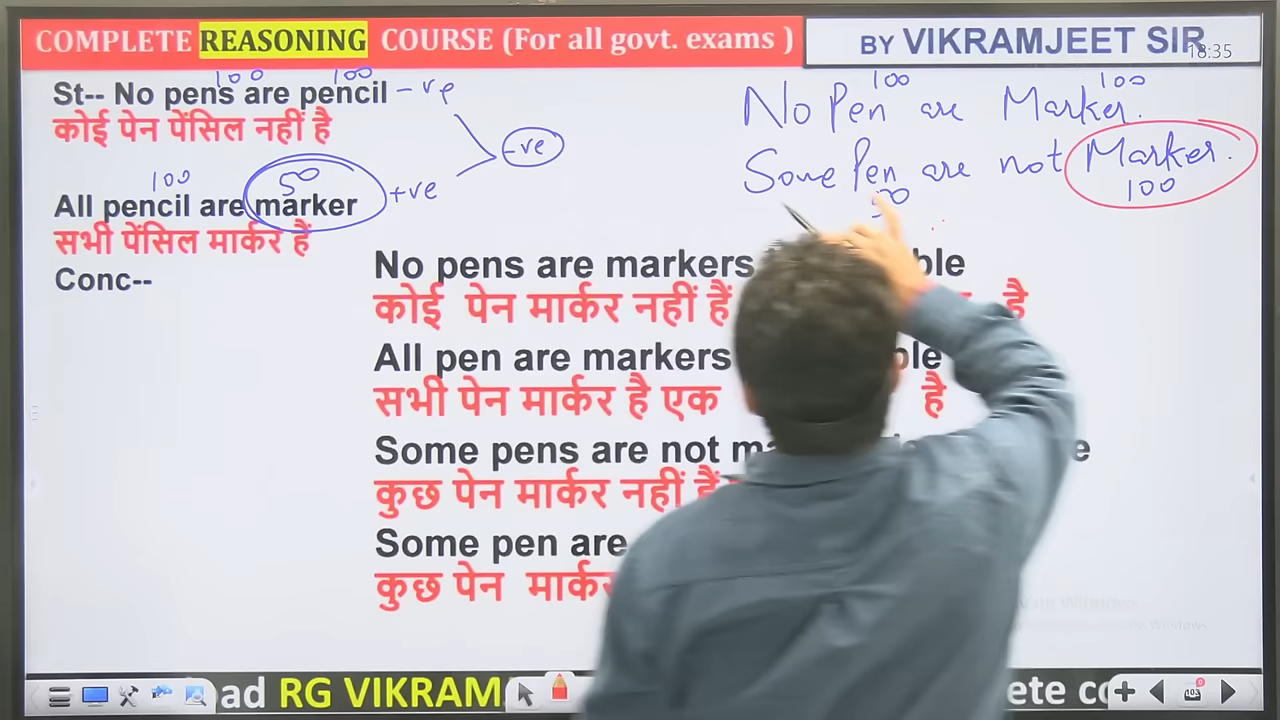 COMPLETE REASONING COURSE (For all govt. exams )
BY VIKRAMJEET SIR
18:35
100 100
St-- No pens are pencil -ve
कोई पेन पेंसिल नहीं है
-ve
100 50
All pencil are marker +ve
सभी पेंसिल मार्कर हैं
Conc--
100 100
No Pen are Marker.
Some Pen are not Marker.
50 100
No pens are markers
कोई पेन मार्कर नहीं हैं है
All pen are markers
सभी पेन मार्कर है एक है
Some pens are not
कुछ पेन मार्कर नहीं हैं
Some pen are
कुछ पेन
RG